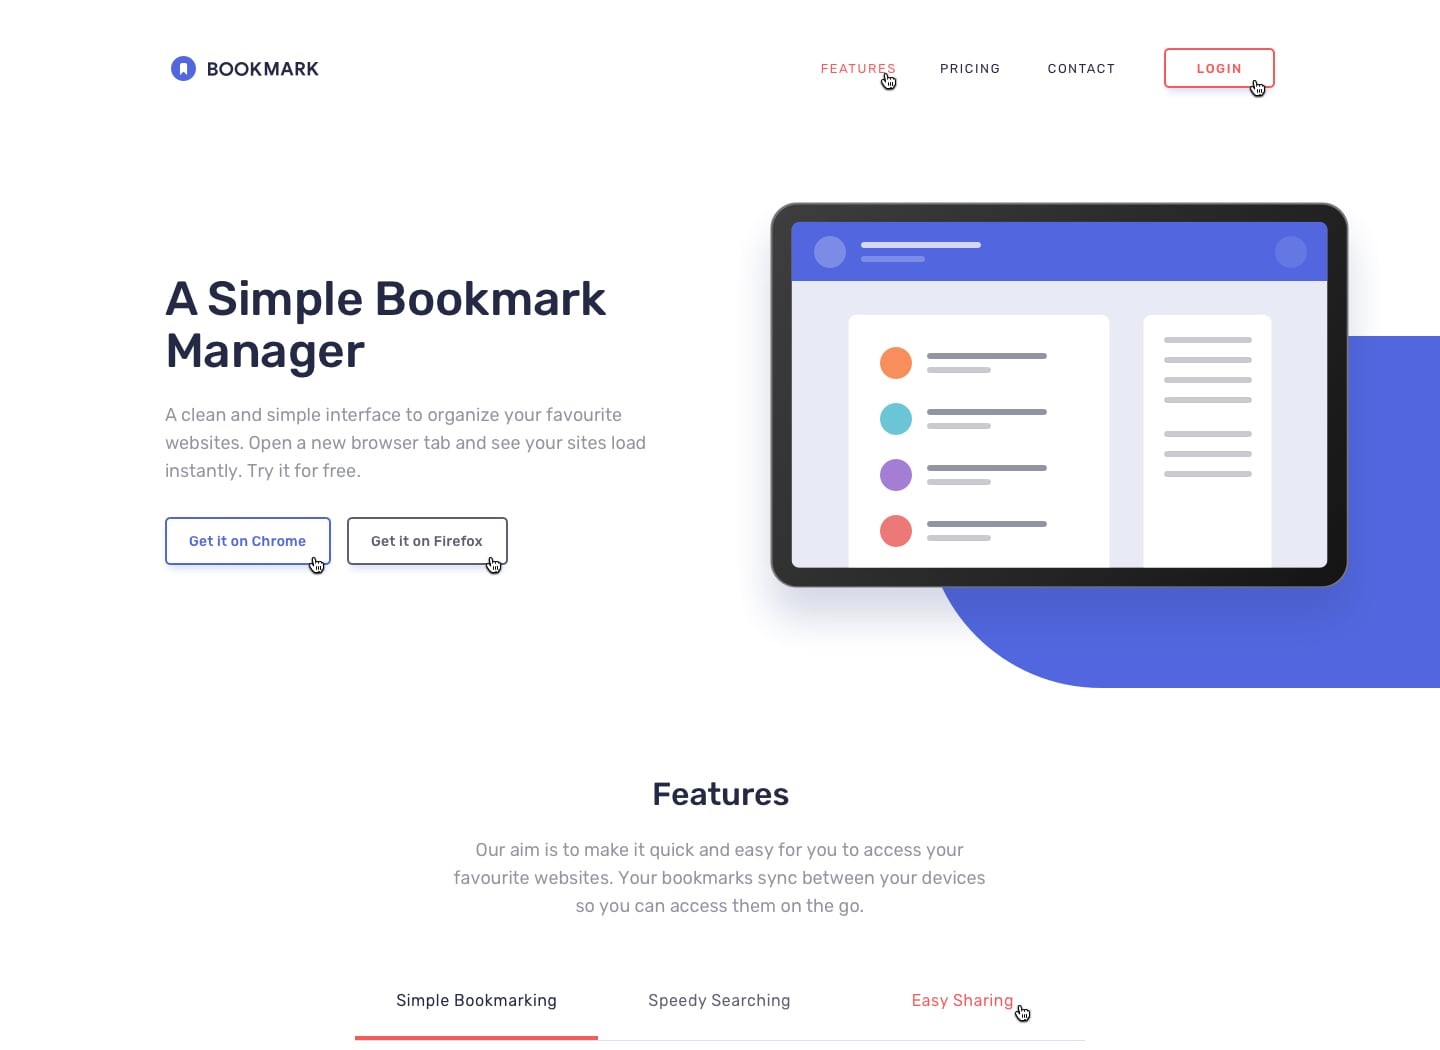 BOOKMARK
FEATURES
PRICING
CONTACT
LOGIN
A Simple Bookmark
Manager
A clean and simple interface to organize your favourite
websites. Open a new browser tab and see your sites load
instantly. Try it for free.
Get it on Chrome
Get it on Firefox
Features
Our aim is to make it quick and easy for you to access your
favourite websites. Your bookmarks sync between your devices
so you can access them on the go.
Simple Bookmarking
Speedy Searching
Easy Sharing